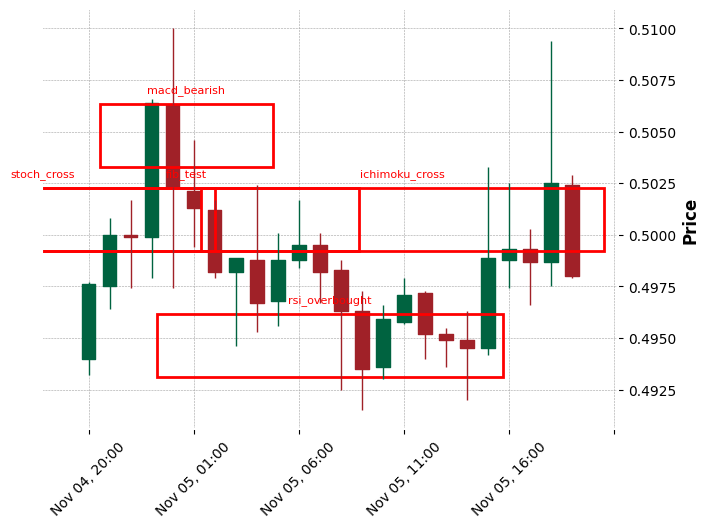 macd_bearish
stoch_cross
_test
ichimoku_cross
rsi_overbought
0.5100
0.5075
0.5050
0.5025
0.5000
0.4975
0.4950
0.4925
Price
Nov 04, 20:00
Nov 05, 01:00
Nov 05, 06:00
Nov 05, 11:00
Nov 05, 16:00